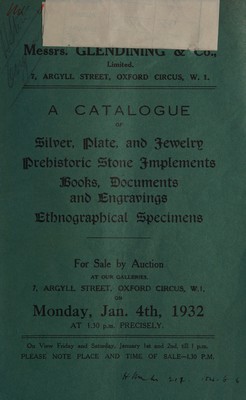 Messrs. GLENDINING & Co.,
Limited.
7, ARGYLL STREET, OXFORD CIRCUS, W. 1.
A CATALOGUE
OF
Silver, Plate, and Jewelry
Prehistoric Stone Implements
Books, Documents
and Engravings
Ethnographical Specimens
For Sale by Auction
AT OUR GALLERIES
7, ARGYLL STREET, OXFORD CIRCUS, W.1,
ON
Monday, Jan. 4th, 1932
AT 1.30 p.m. PRECISELY.
On View Friday and Saturday, January 1st and 2nd, till 1 p.m.
PLEASE NOTE PLACE AND TIME OF SALE—1.30 P.M.